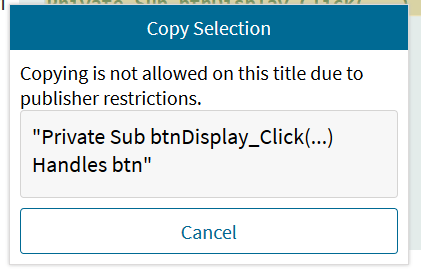 Copy Selection
Copying is not allowed on this title due to
publisher restrictions.
"Private Sub btnDisplay_Click(...)
Handles btn"
Cancel